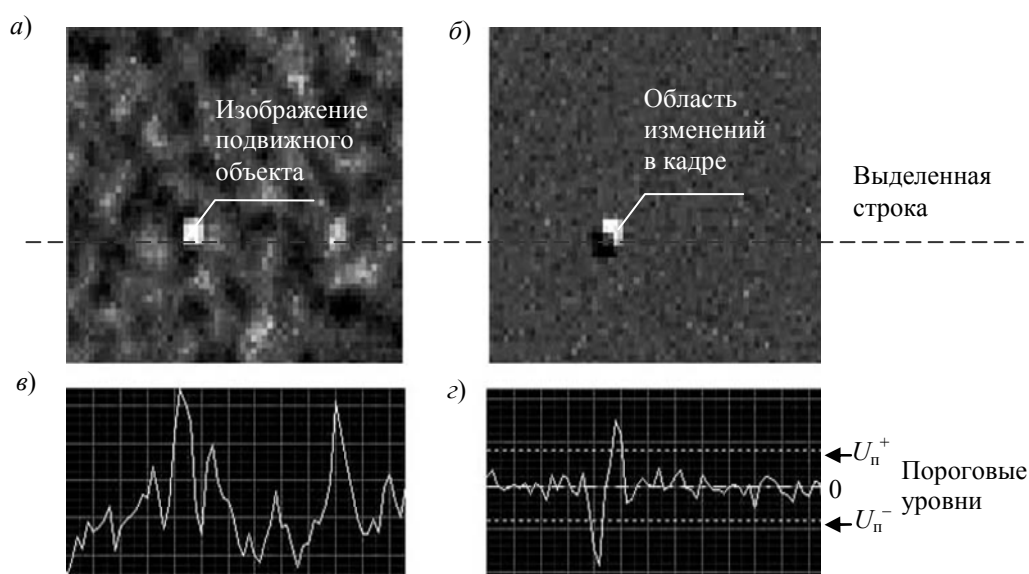 а)
Изображение
подвижного
объекта
б)
Область
изменений
в кадре
Выделенная
строка
в)
г)
Uп+
0
Uп−
Пороговые
уровни